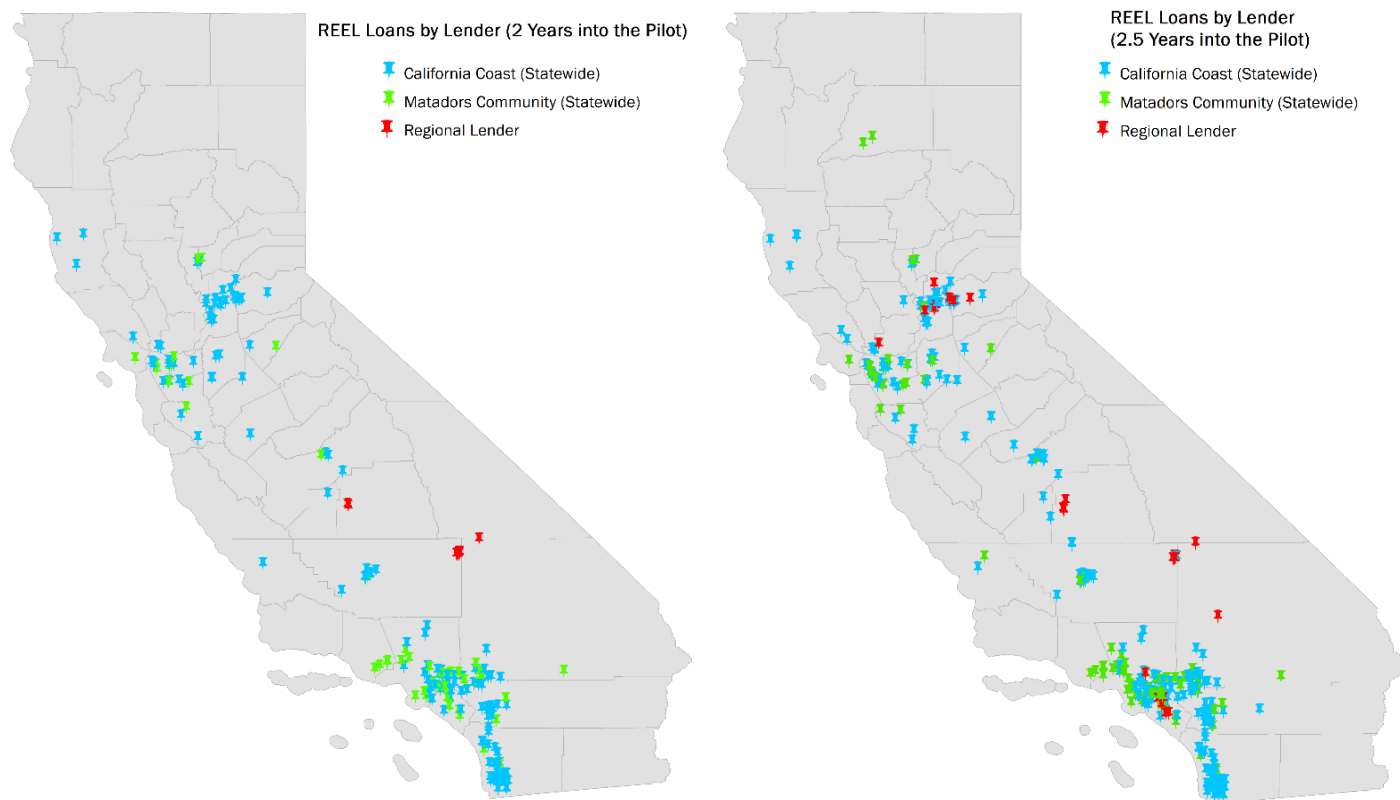 REEL Loans by Lender (2 Years into the Pilot)
California Coast (Statewide)
Matadors Community (Statewide)
Regional Lender
REEL Loans by Lender
(2.5 Years into the Pilot)
California Coast (Statewide)
Matadors Community (Statewide)
Regional Lender